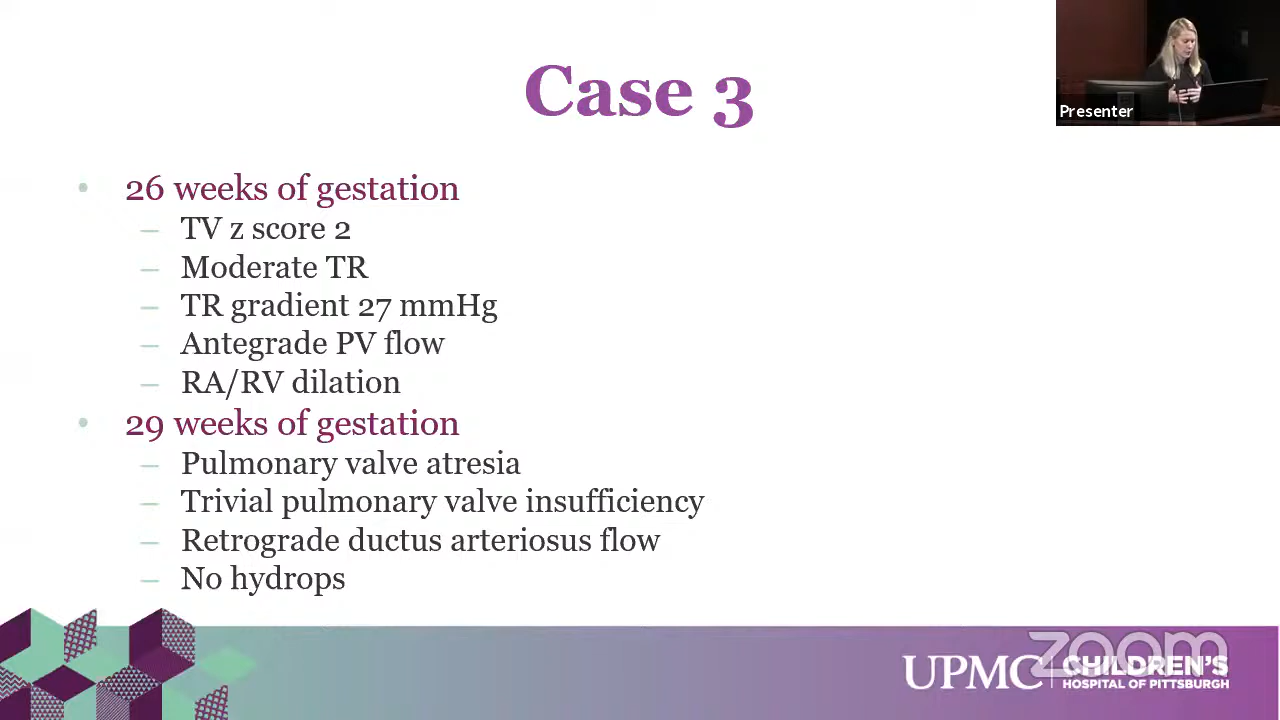 Case 3
Presenter
• 26 weeks of gestation
– TV z score 2
– Moderate TR
– TR gradient 27 mmHg
– Antegrade PV flow
– RA/RV dilation
• 29 weeks of gestation
– Pulmonary valve atresia
– Trivial pulmonary valve insufficiency
– Retrograde ductus arteriosus flow
– No hydrops
zoom
UPMC CHILDREN'S
HOSPITAL OF PITTSBURGH